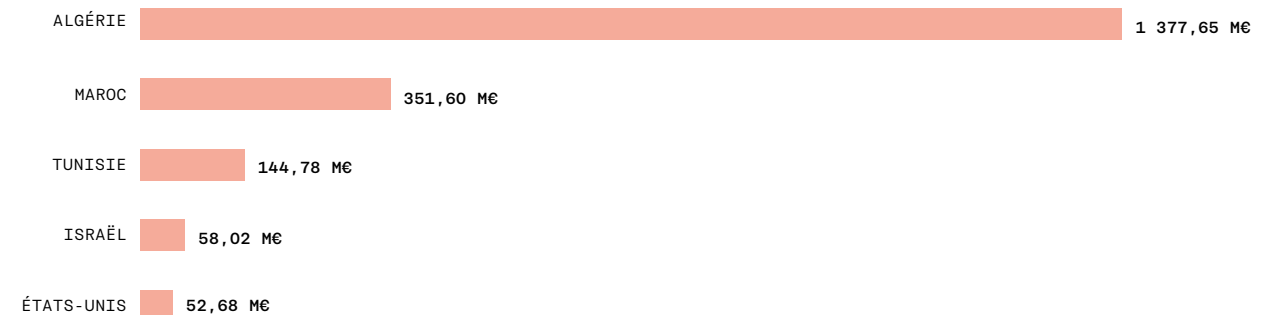 ALGÉRIE 1 377,65 M€
MAROC 351,60 M€
TUNISIE 144,78 M€
ISRAËL 58,02 M€
ÉTATS-UNIS 52,68 M€